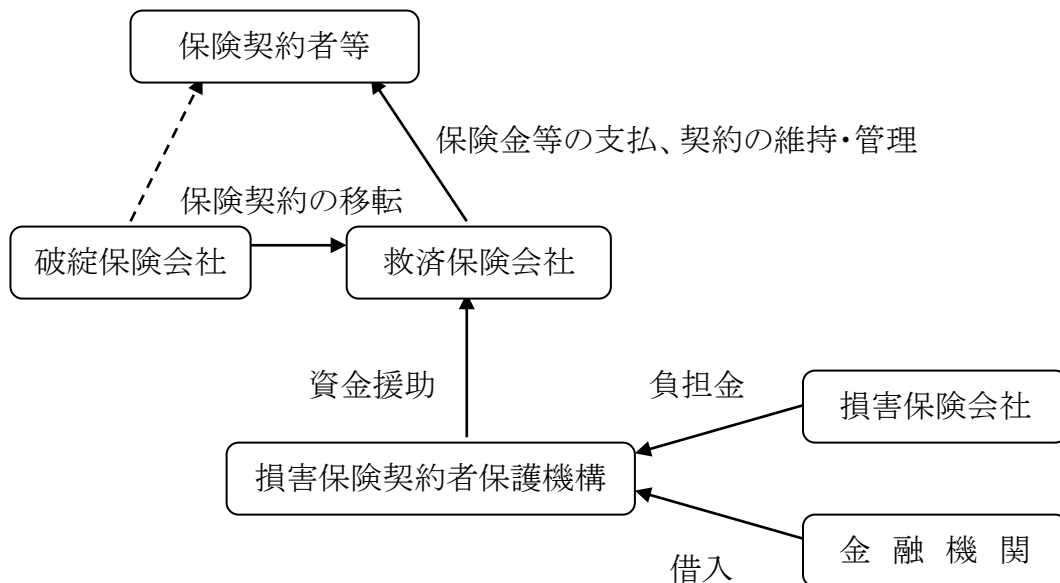 保険契約者等
保険金等の支払、契約の維持・管理
保険契約の移転
破綻保険会社
救済保険会社
資金援助
負担金
損害保険会社
損害保険契約者保護機構
金融機関
借入